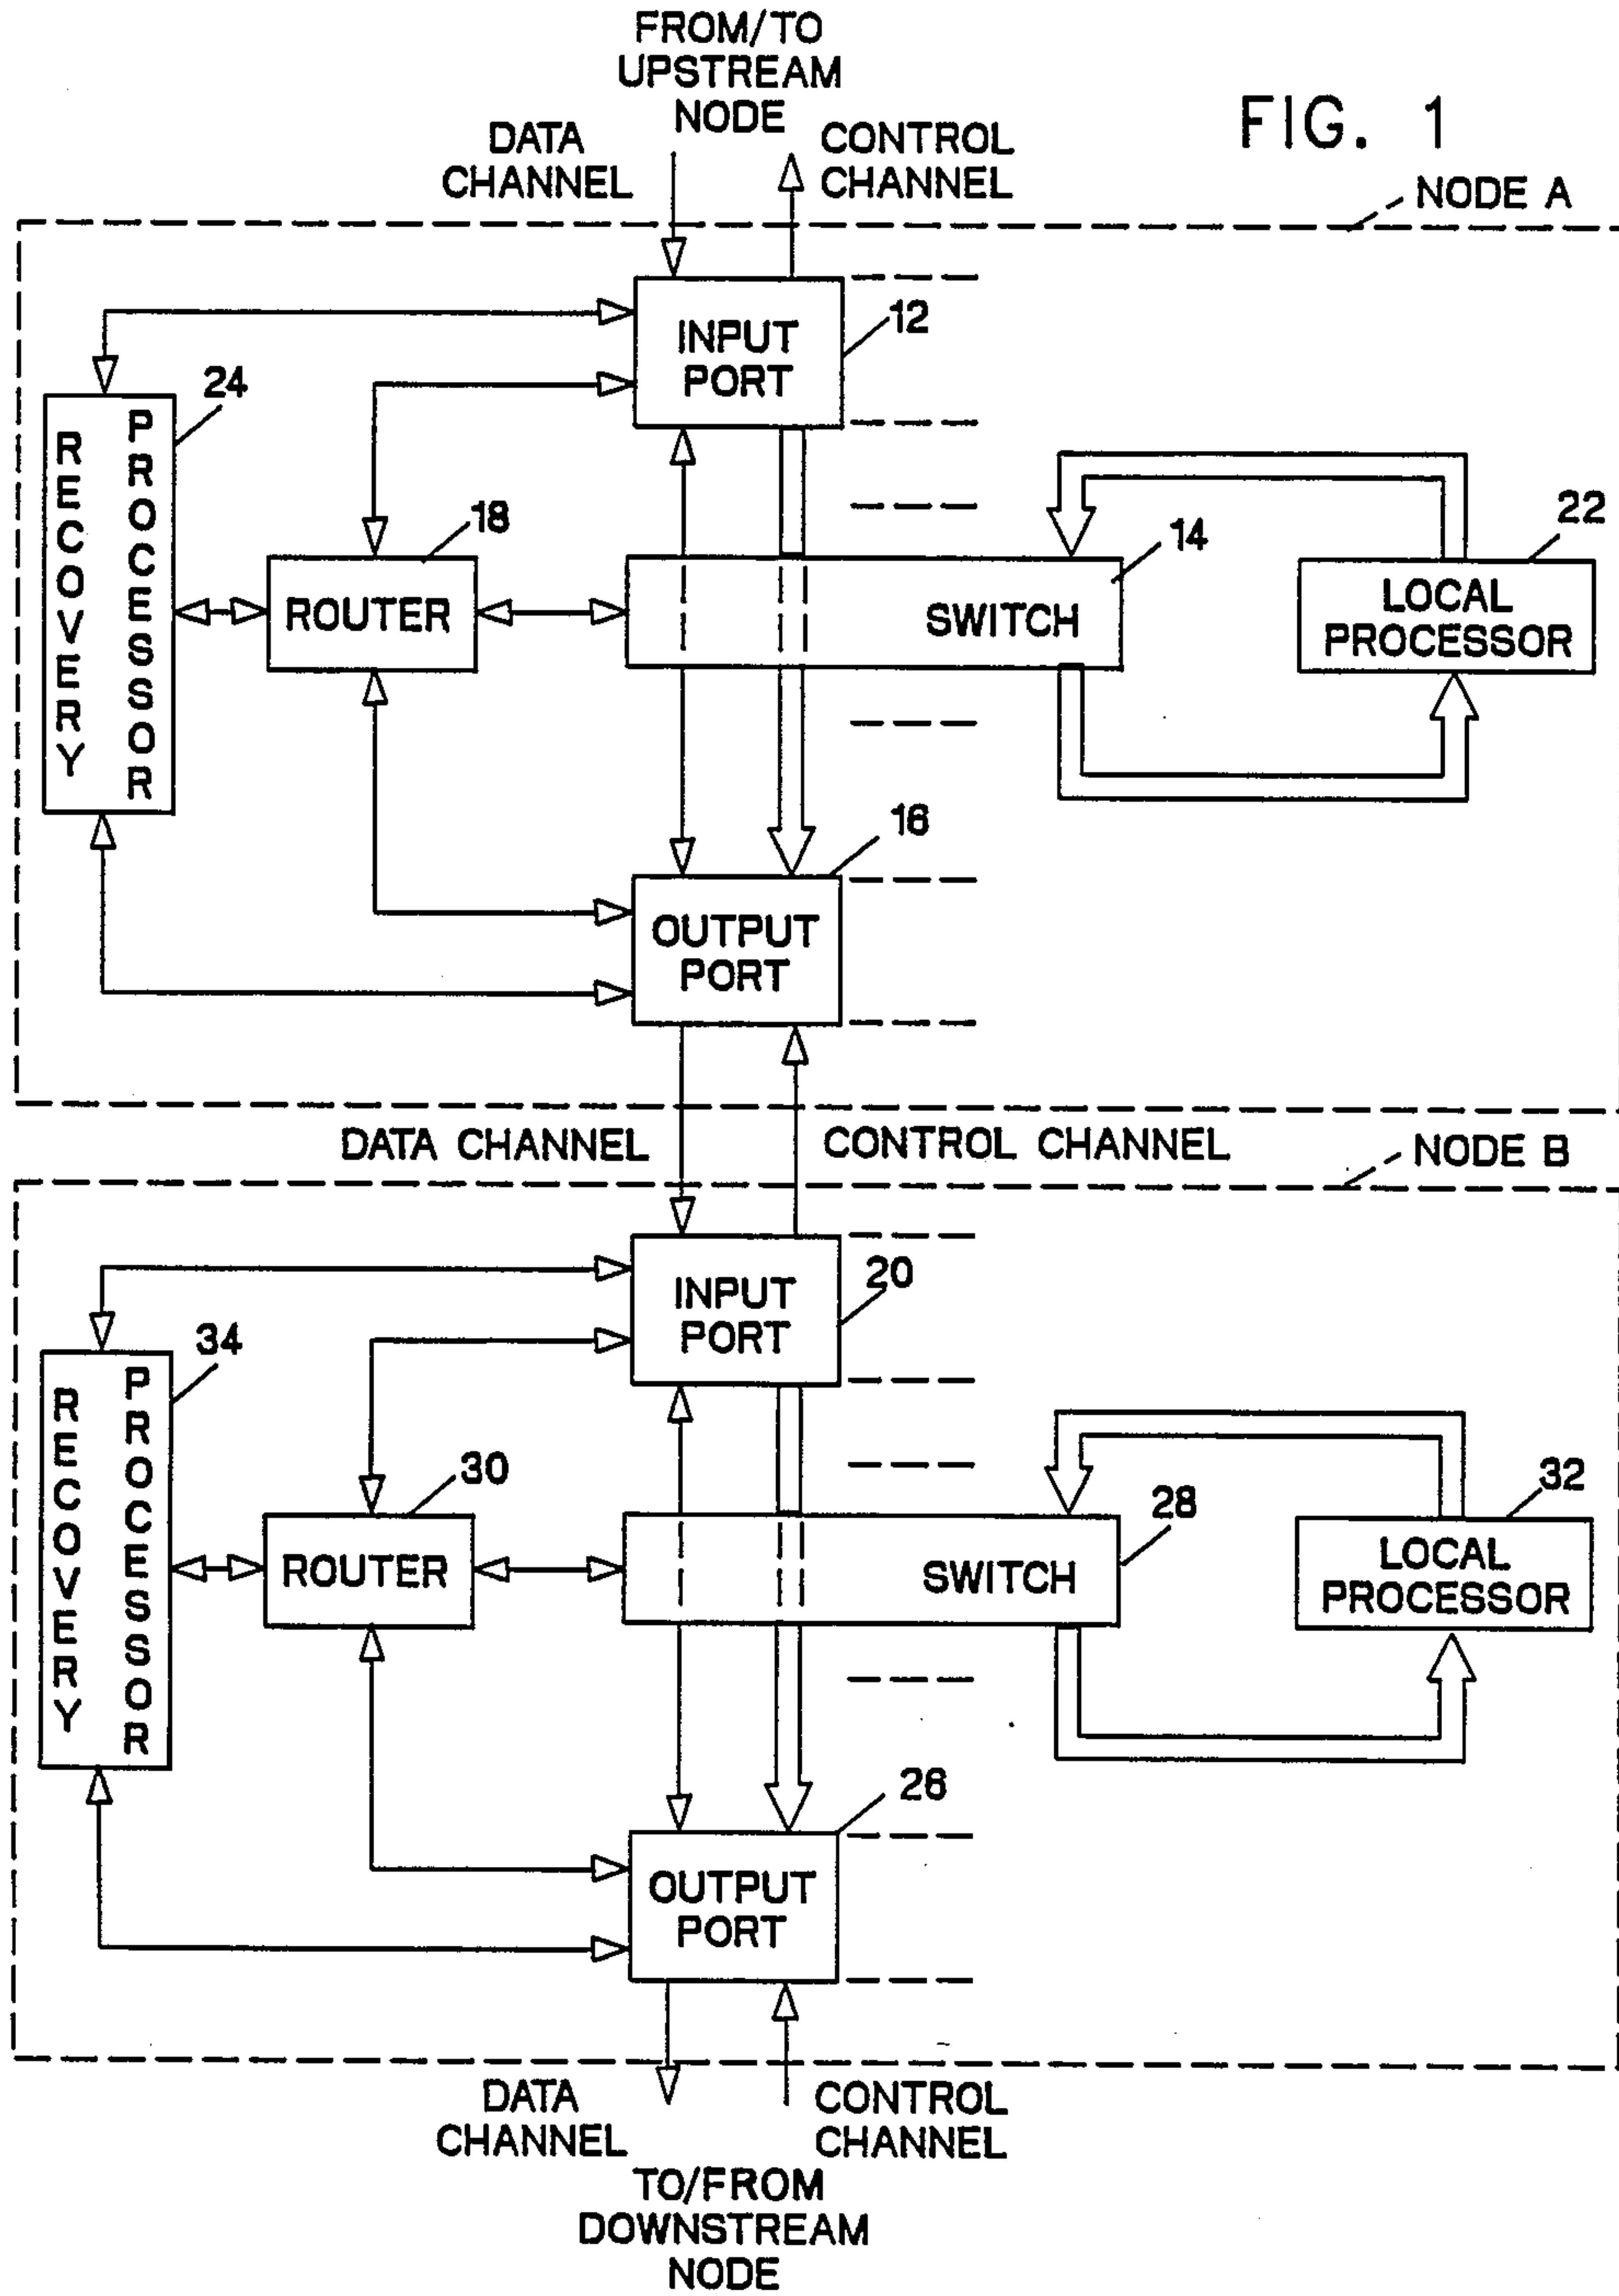 FROM/TO
UPSTREAM
NODE
DATA
CHANNEL
CONTROL
CHANNEL
FIG. 1
NODE A
INPUT
PORT
12
24
RECOVERY
PROCESSOR
18
ROUTER
14
SWITCH
22
LOCAL
PROCESSOR
16
OUTPUT
PORT
DATA CHANNEL
CONTROL CHANNEL
NODE B
INPUT
PORT
20
34
RECOVERY
PROCESSOR
30
ROUTER
28
SWITCH
32
LOCAL
PROCESSOR
26
OUTPUT
PORT
DATA
CHANNEL
CONTROL
CHANNEL
TO/FROM
DOWNSTREAM
NODE